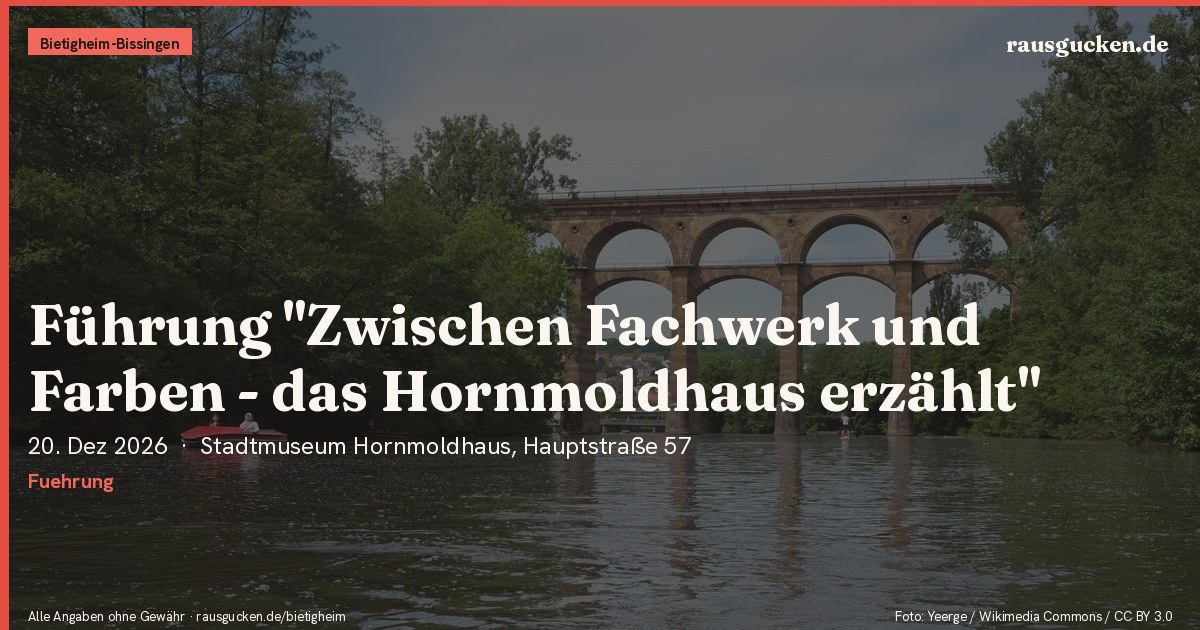 Bietigheim-Bissingen
rausgucken.de
Führung "Zwischen Fachwerk und
Farben - das Hornmoldhaus erzählt"
20. Dez 2026 · Stadtmuseum Hornmoldhaus, Hauptstraße 57
Fuehrung
Alle Angaben ohne Gewähr · rausgucken.de/bietigheim
Foto: Yeerge / Wikimedia Commons / CC BY 3.0